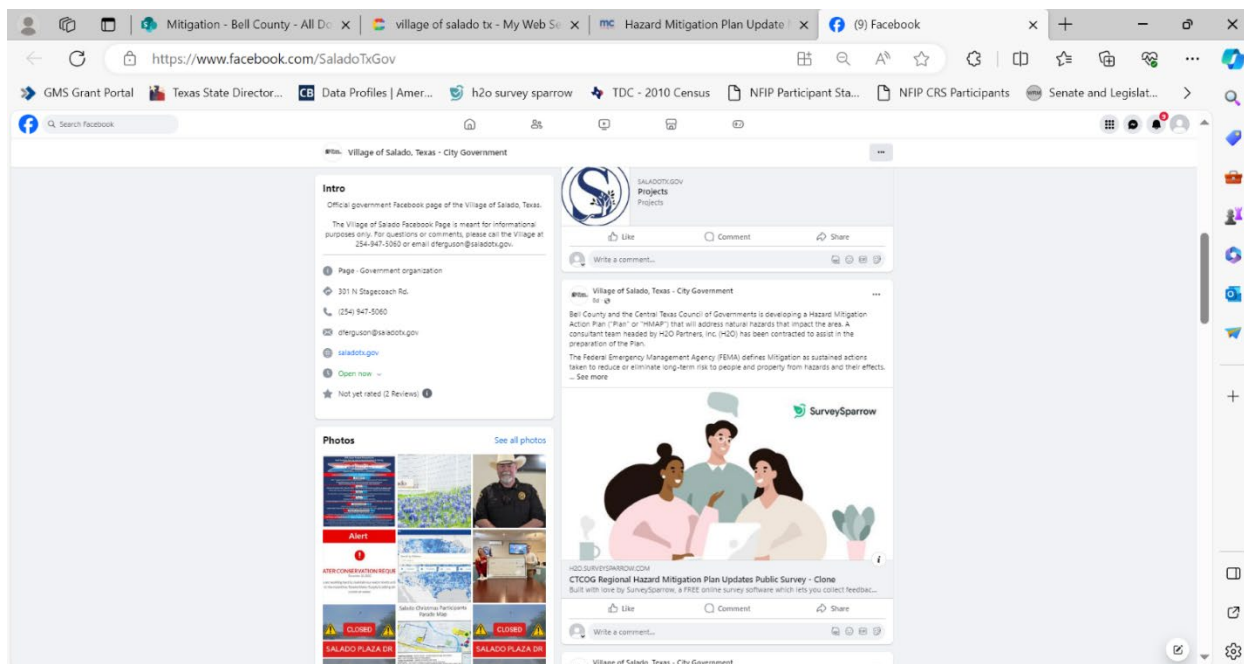 Mitigation - Bell County - All Do
village of salado tx - My Web Se
mc Hazard Mitigation Plan Update
(9) Facebook
https://www.facebook.com/SaladoTxGov
GMS Grant Portal
Texas State Director...
CB Data Profiles | Amer...
h2o survey sparrow
TDC - 2010 Census
NFIP Participant Sta...
NFIP CRS Participants
Senate and Legislat...
Search Facebook
Village of Salado, Texas - City Government
Intro
Official government Facebook page of the Village of Salado, Texas.
The Village of Salado Facebook Page is meant for informational
purposes only. For questions or comments, please call the Village at
254-947-5060 or email dferguson@saladotx.gov.
Page · Government organization
301 N Stagecoach Rd.
(254) 947-5060
dferguson@saladotx.gov
saladotx.gov
Open now
Not yet rated (2 Reviews)
Photos
See all photos
Alert
CLOSED
SALADO PLAZA DR
Salado Christmas Participants
Parade Map
CLOSED
SALADO PLAZA DR
S
SALADOTX.GOV
Projects
Projects
Like
Comment
Share
Write a comment...
Village of Salado, Texas - City Government
Bell County and the Central Texas Council of Governments is developing a Hazard Mitigation
Action Plan ("Plan" or "HMAP") that will address natural hazards that impact the area. A
consultant team headed by H2O Partners, Inc. (H2O) has been contracted to assist in the
preparation of the Plan.
The Federal Emergency Management Agency (FEMA) defines Mitigation as sustained actions
taken to reduce or eliminate long-term risk to people and property from hazards and their effects.
... See more
SurveySparrow
H2O.SURVEYSPARROW.COM
CTCOG Regional Hazard Mitigation Plan Updates Public Survey - Clone
Built with love by SurveySparrow, a FREE online survey software which lets you collect feedbac...
Like
Comment
Share
Write a comment...
Village of Salado, Texas - City Government